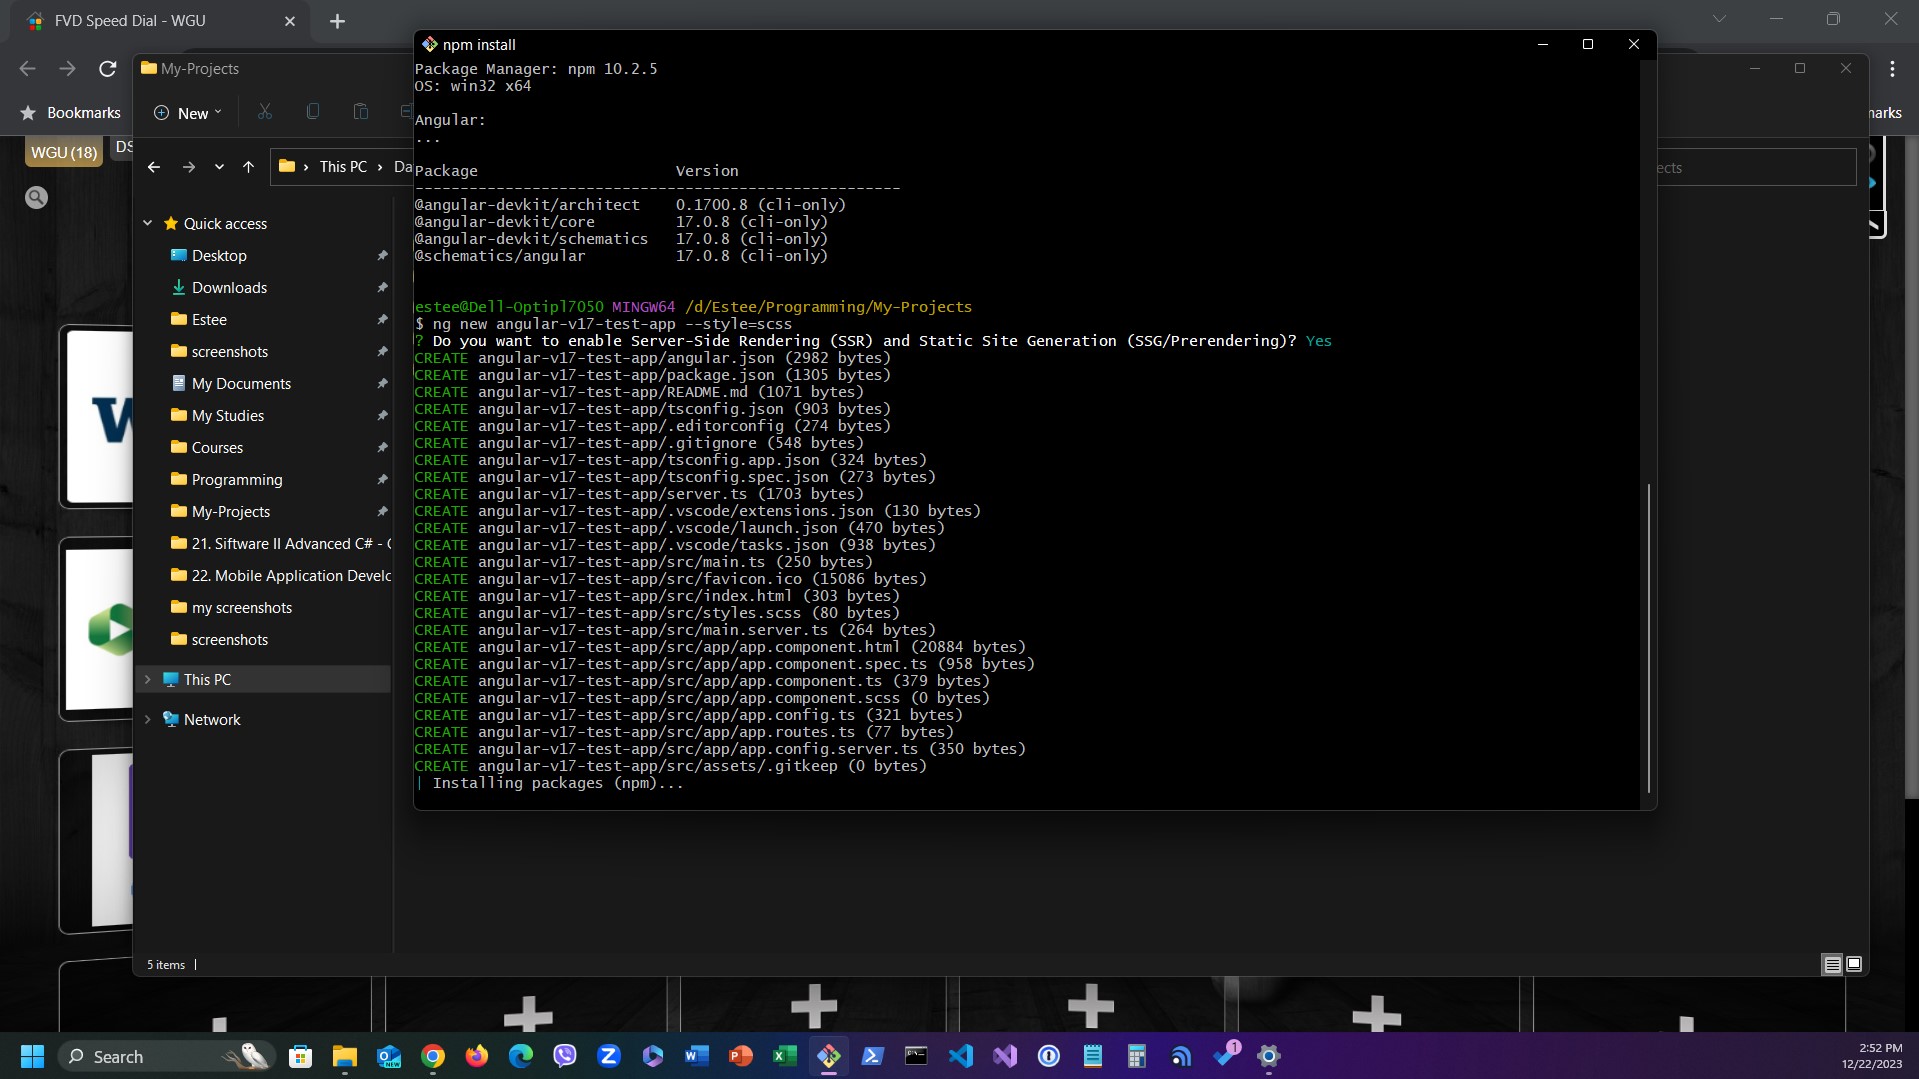 FVD Speed Dial - WGU
Bookmarks
WGU (18)
DS
My-Projects
New
This PC
Da
ects
marks
Quick access
Desktop
Downloads
Estee
screenshots
My Documents
My Studies
Courses
Programming
My-Projects
21. Siftware II Advanced C# - C
22. Mobile Application Develo
my screenshots
screenshots
This PC
Network
5 items
npm install
Package Manager: npm 10.2.5
OS: win32 x64
Angular:
...
Package Version
------------------------------------------------------
@angular-devkit/architect 0.1700.8 (cli-only)
@angular-devkit/core 17.0.8 (cli-only)
@angular-devkit/schematics 17.0.8 (cli-only)
@schematics/angular 17.0.8 (cli-only)
estee@Dell-Optipl7050 MINGW64 /d/Estee/Programming/My-Projects
$ ng new angular-v17-test-app --style=scss
? Do you want to enable Server-Side Rendering (SSR) and Static Site Generation (SSG/Prerendering)? Yes
CREATE angular-v17-test-app/angular.json (2982 bytes)
CREATE angular-v17-test-app/package.json (1305 bytes)
CREATE angular-v17-test-app/README.md (1071 bytes)
CREATE angular-v17-test-app/tsconfig.json (903 bytes)
CREATE angular-v17-test-app/.editorconfig (274 bytes)
CREATE angular-v17-test-app/.gitignore (548 bytes)
CREATE angular-v17-test-app/tsconfig.app.json (324 bytes)
CREATE angular-v17-test-app/tsconfig.spec.json (273 bytes)
CREATE angular-v17-test-app/server.ts (1703 bytes)
CREATE angular-v17-test-app/.vscode/extensions.json (130 bytes)
CREATE angular-v17-test-app/.vscode/launch.json (470 bytes)
CREATE angular-v17-test-app/.vscode/tasks.json (938 bytes)
CREATE angular-v17-test-app/src/main.ts (250 bytes)
CREATE angular-v17-test-app/src/favicon.ico (15086 bytes)
CREATE angular-v17-test-app/src/index.html (303 bytes)
CREATE angular-v17-test-app/src/styles.scss (80 bytes)
CREATE angular-v17-test-app/src/main.server.ts (264 bytes)
CREATE angular-v17-test-app/src/app/app.component.html (20884 bytes)
CREATE angular-v17-test-app/src/app/app.component.spec.ts (958 bytes)
CREATE angular-v17-test-app/src/app/app.component.ts (379 bytes)
CREATE angular-v17-test-app/src/app/app.component.scss (0 bytes)
CREATE angular-v17-test-app/src/app/app.config.ts (321 bytes)
CREATE angular-v17-test-app/src/app/app.routes.ts (77 bytes)
CREATE angular-v17-test-app/src/app/app.config.server.ts (350 bytes)
CREATE angular-v17-test-app/src/assets/.gitkeep (0 bytes)
| Installing packages (npm)...
Search
1
2:52 PM
12/22/2023